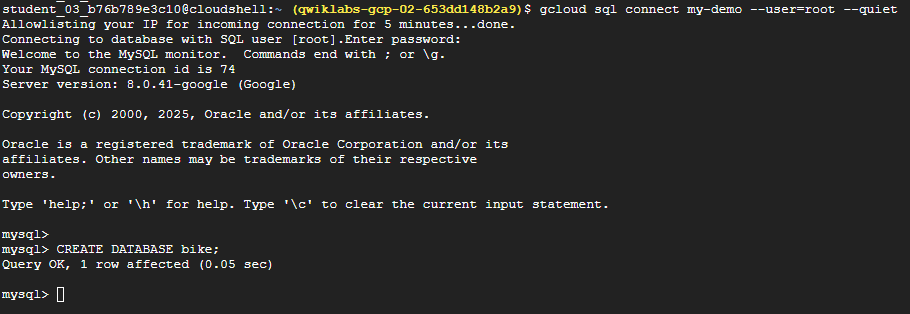 student_03_b76b789e3c10@cloudshell:~ (qwiklabs-gcp-02-653dd148b2a9)$ gcloud sql connect my-demo --user=root --quiet
Allowlisting your IP for incoming connection for 5 minutes...done.
Connecting to database with SQL user [root].Enter password:
Welcome to the MySQL monitor.  Commands end with ; or \g.
Your MySQL connection id is 74
Server version: 8.0.41-google (Google)

Copyright (c) 2000, 2025, Oracle and/or its affiliates.

Oracle is a registered trademark of Oracle Corporation and/or its
affiliates. Other names may be trademarks of their respective
owners.

Type 'help;' or '\h' for help. Type '\c' to clear the current input statement.

mysql>
mysql> CREATE DATABASE bike;
Query OK, 1 row affected (0.05 sec)

mysql>